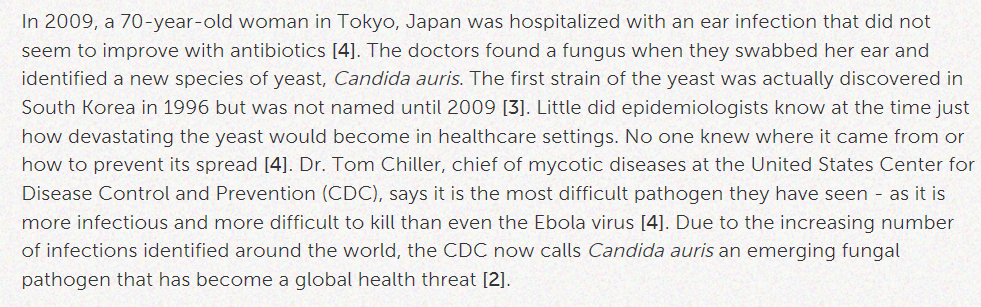 In 2009, a 70-year-old woman in Tokyo, Japan was hospitalized with an ear infection that did not
seem to improve with antibiotics [4]. The doctors found a fungus when they swabbed her ear and
identified a new species of yeast, Candida auris. The first strain of the yeast was actually discovered in
South Korea in 1996 but was not named until 2009 [3]. Little did epidemiologists know at the time just
how devastating the yeast would become in healthcare settings. No one knew where it came from or
how to prevent its spread [4]. Dr. Tom Chiller, chief of mycotic diseases at the United States Center for
Disease Control and Prevention (CDC), says it is the most difficult pathogen they have seen - as it is
more infectious and more difficult to kill than even the Ebola virus [4]. Due to the increasing number
of infections identified around the world, the CDC now calls Candida auris an emerging fungal
pathogen that has become a global health threat [2].